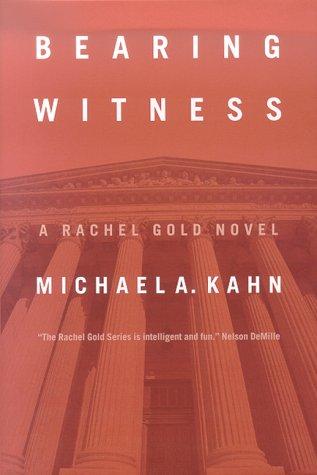 BEARING
WITNESS
A RACHEL GOLD NOVEL
MICHAEL A. KAHN
"The Rachel Gold Series is intelligent and fun." Nelson DeMille